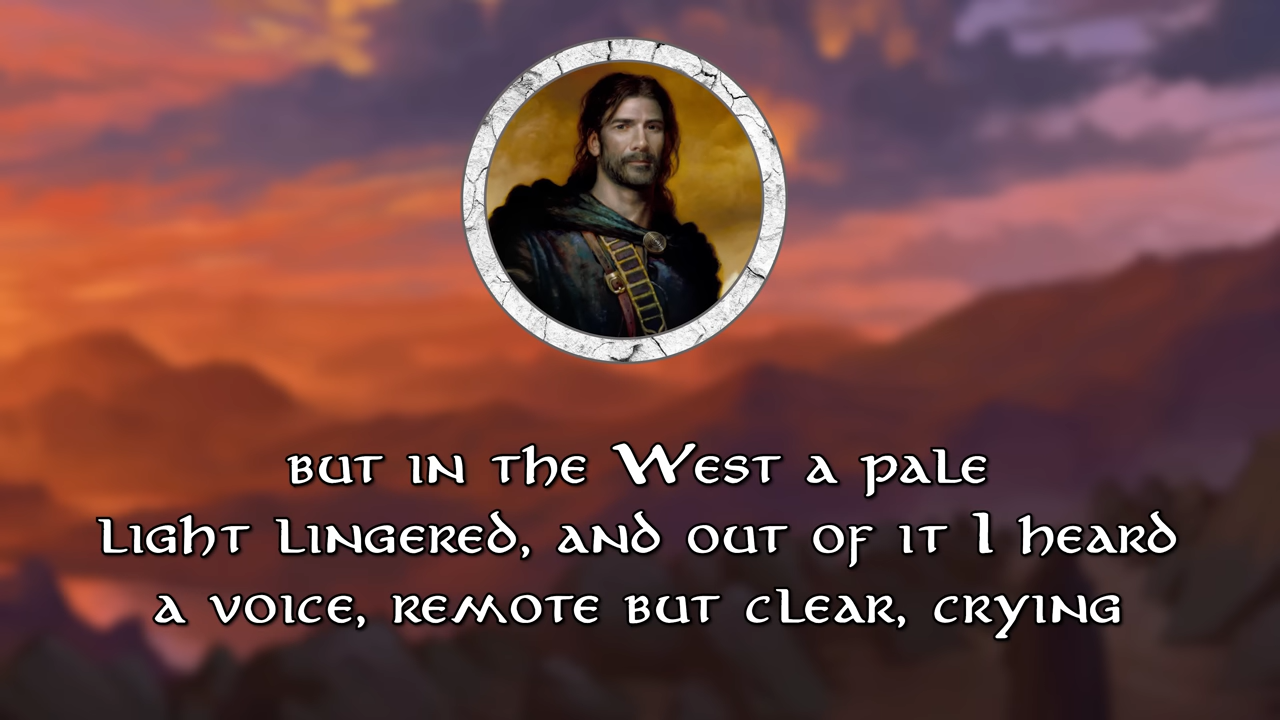 but in the West a pale
light lingered, and out of it I heard
a voice, remote but clear, crying